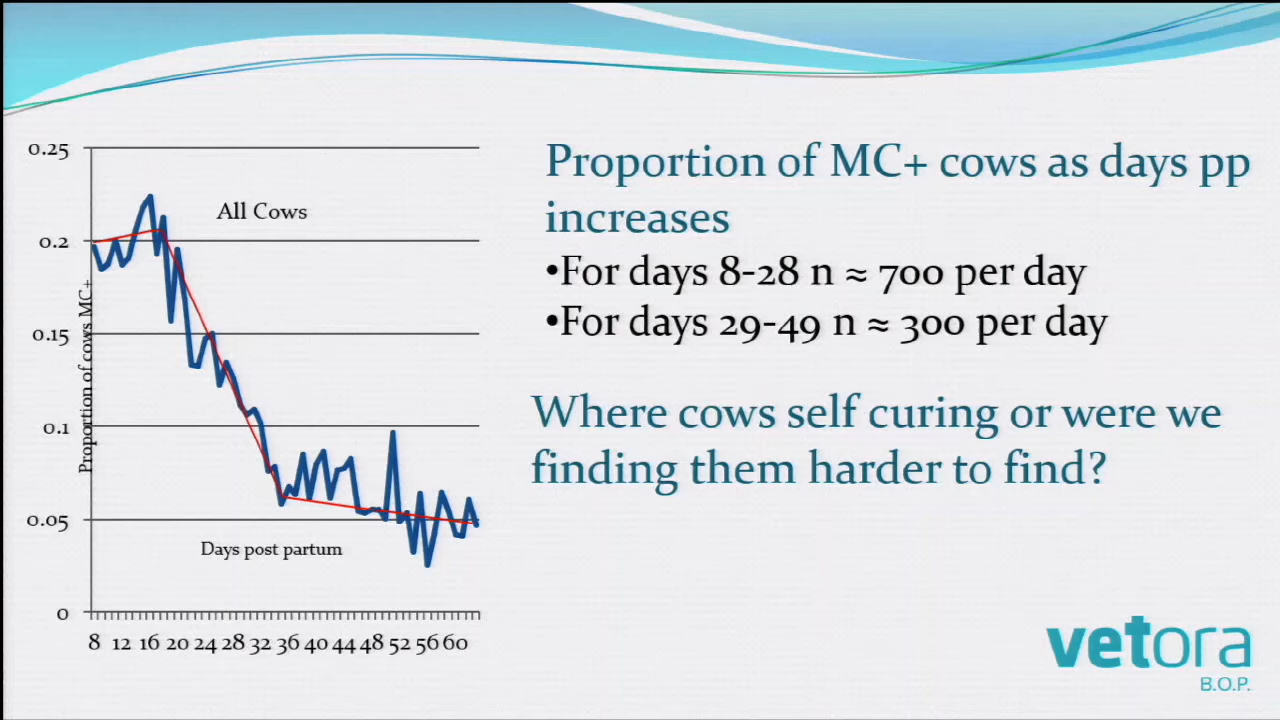 0.25
0.2
0.15
0.1
0.05
0
Proportion of cows MC+
All Cows
Days post partum
8 12 16 20 24 28 32 36 40 44 48 52 56 60
Proportion of MC+ cows as days pp
increases
•For days 8-28 n ≈ 700 per day
•For days 29-49 n ≈ 300 per day
Where cows self curing or were we
finding them harder to find?
vetora
B.O.P.